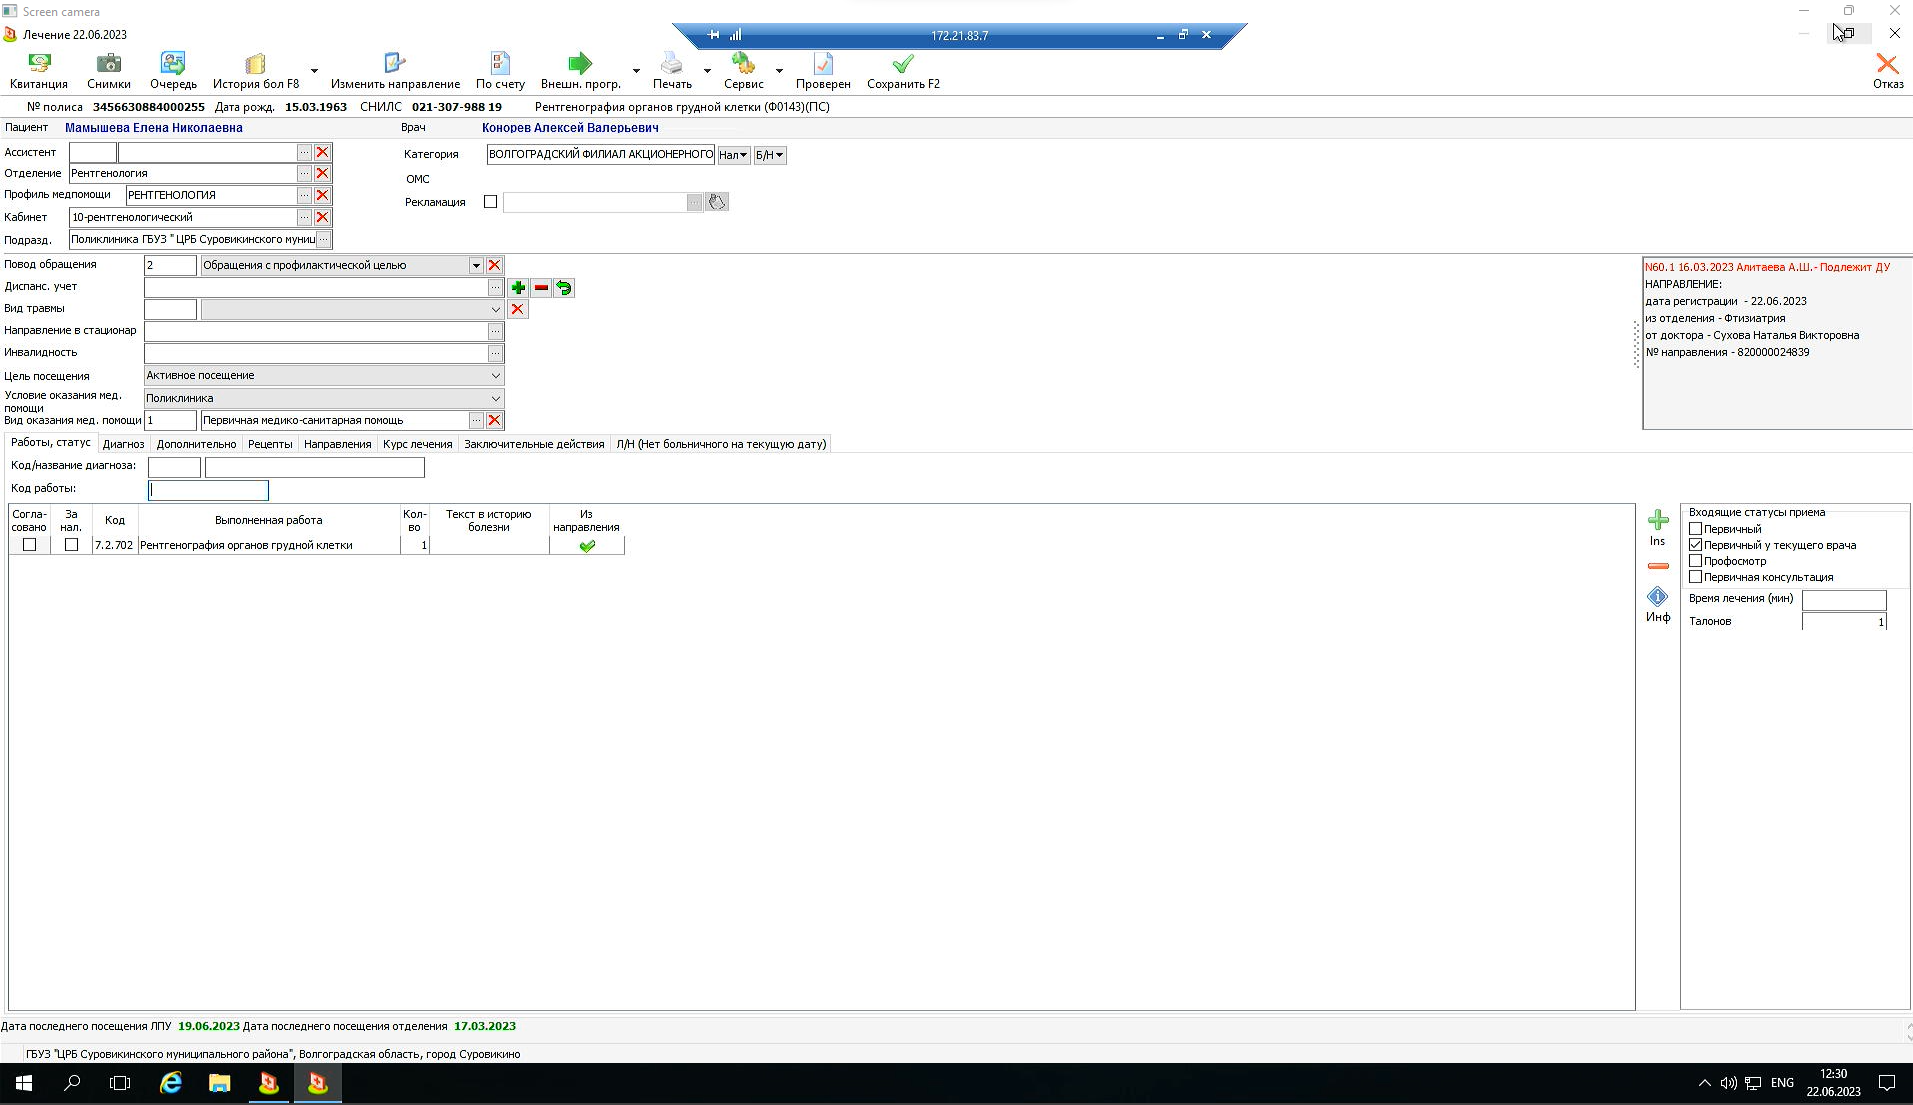 Screen camera
Лечение 22.06.2023
172.21.83.7
Квитанция Снимки Очередь История бол F8 Изменить направление По счету Внешн. прогр. Печать Сервис Проверен Сохранить F2 Отказ
№ полиса 3456630884000255 Дата рожд. 15.03.1963 СНИЛС 021-307-988 19 Рентгенография органов грудной клетки (Ф0143)(ПС)
Пациент Мамышева Елена Николаевна Врач Конорев Алексей Валерьевич
Ассистент
Категория ВОЛГОГРАДСКИЙ ФИЛИАЛ АКЦИОНЕРНОГО Нал Б/Н
Отделение Рентгенология
ОМС
Профиль медпомощи РЕНТГЕНОЛОГИЯ
Рекламация
Кабинет 10-рентгенологический
Подразд. Поликлиника ГБУЗ " ЦРБ Суровикинского муниц
Повод обращения 2 Обращения с профилактической целью
Диспанс. учет
Вид травмы
Направление в стационар
Инвалидность
Цель посещения Активное посещение
Условие оказания мед. помощи Поликлиника
Вид оказания мед. помощи 1 Первичная медико-санитарная помощь
N60.1 16.03.2023 Алитаева А.Ш.- Подлежит ДУ
НАПРАВЛЕНИЕ:
дата регистрации - 22.06.2023
из отделения - Фтизиатрия
от доктора - Сухова Наталья Викторовна
№ направления - 820000024839
Работы, статус Диагноз Дополнительно Рецепты Направления Курс лечения Заключительные действия Л/Н (Нет больничного на текущую дату)
Код/название диагноза:
Код работы:
Согла-совано За нал. Код Выполненная работа Кол-во Текст в историю болезни Из направления
7.2.702 Рентгенография органов грудной клетки 1
Ins
Инф
Входящие статусы приема
Первичный
Первичный у текущего врача
Профосмотр
Первичная консультация
Время лечения (мин)
Талонов 1
Дата последнего посещения ЛПУ 19.06.2023 Дата последнего посещения отделения 17.03.2023
ГБУЗ "ЦРБ Суровикинского муниципального района", Волгоградская область, город Суровикино
ENG
12:30
22.06.2023